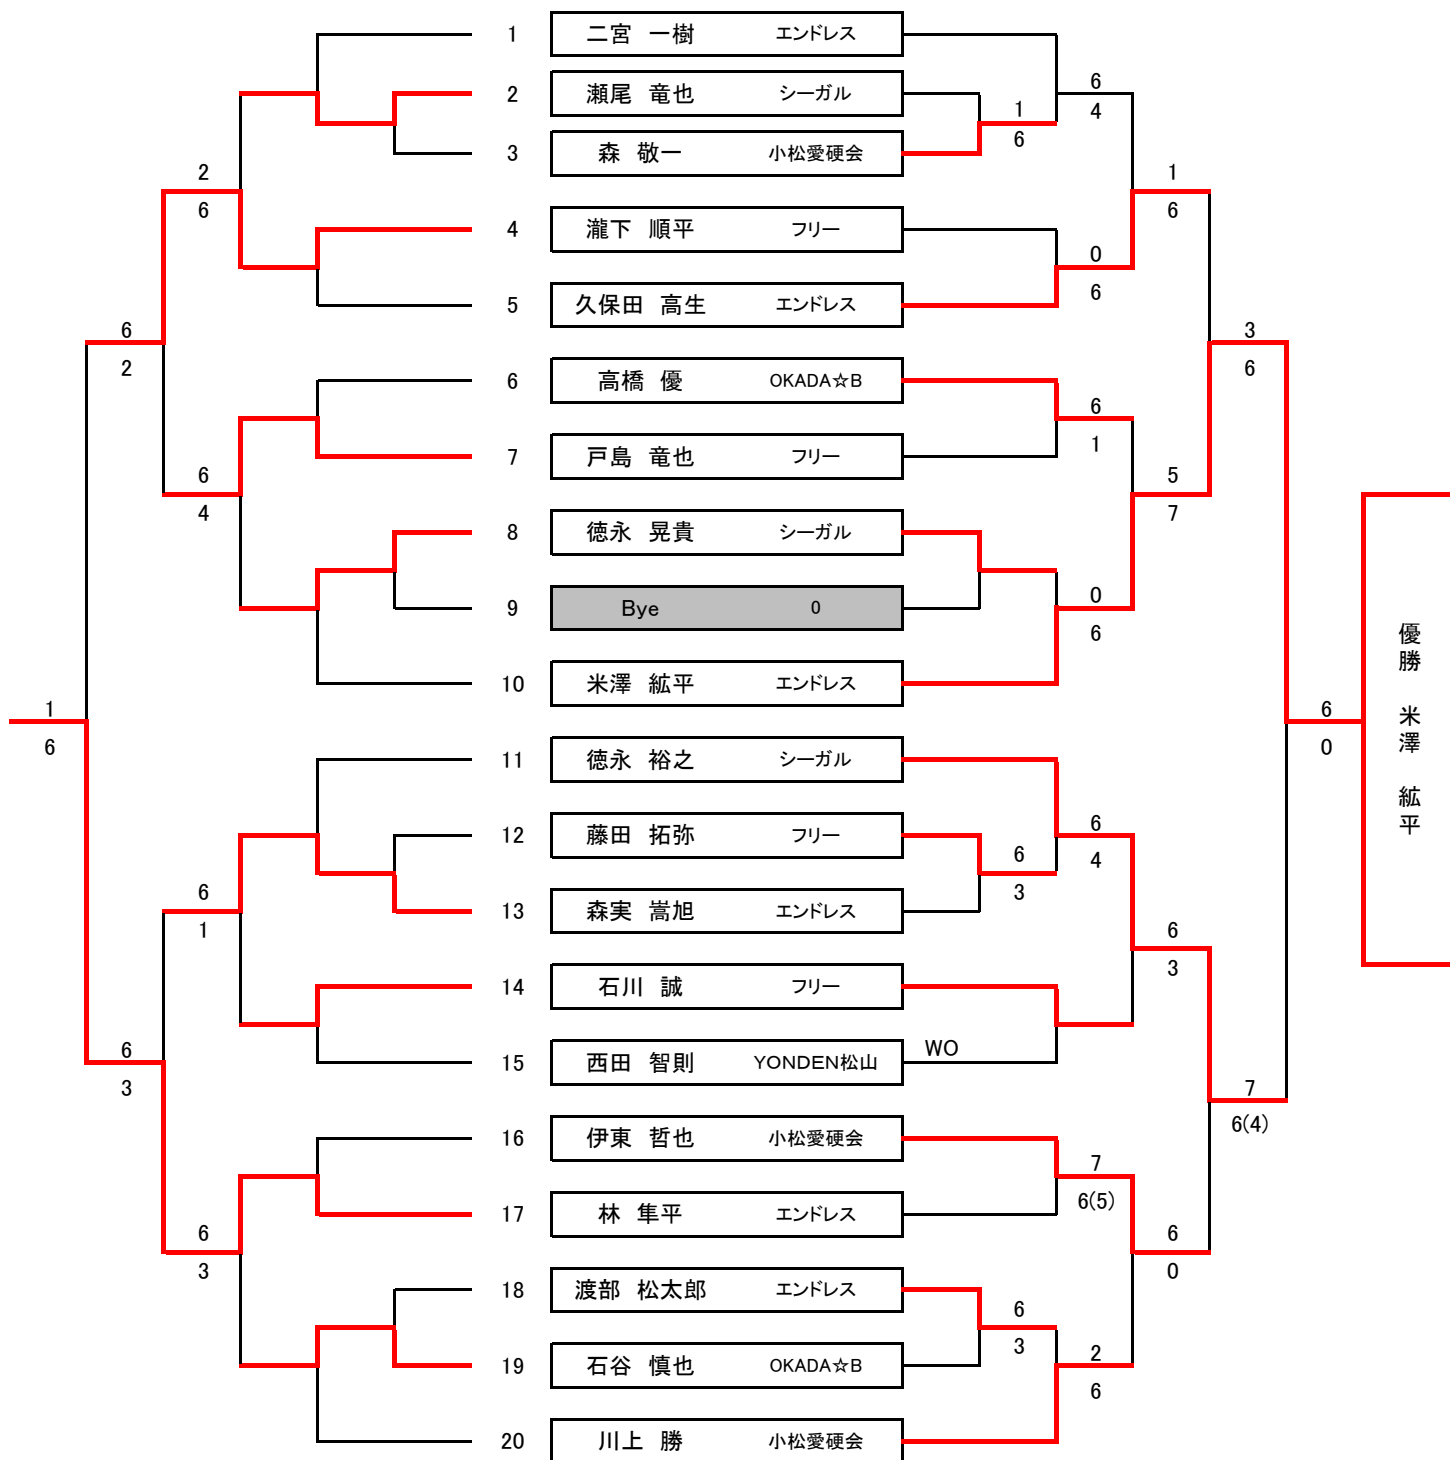 1 二宮 一樹 エンドレス
6
2 瀬尾 竜也 シーガル
1
4
3 森 敬一 小松愛硬会
6
2
1
6
6
4 瀧下 順平 フリー
0
6
5 久保田 高生 エンドレス
6
3
2
6
6 高橋 優 OKADA☆B
6
1
7 戸島 竜也 フリー
6
5
4
7
8 徳永 晃貴 シーガル
9 Bye 0
0
6
10 米澤 紘平 エンドレス
優勝 米澤 紘平
1
6
6
0
11 徳永 裕之 シーガル
12 藤田 拓弥 フリー
6
6
4
3
13 森実 嵩旭 エンドレス
6
1
6
3
14 石川 誠 フリー
15 西田 智則 YONDEN松山 WO
6
3
7
6(4)
16 伊東 哲也 小松愛硬会
7
6(5)
17 林 隼平 エンドレス
6
3
6
0
18 渡部 松太郎 エンドレス
6
3
19 石谷 慎也 OKADA☆B
2
6
20 川上 勝 小松愛硬会